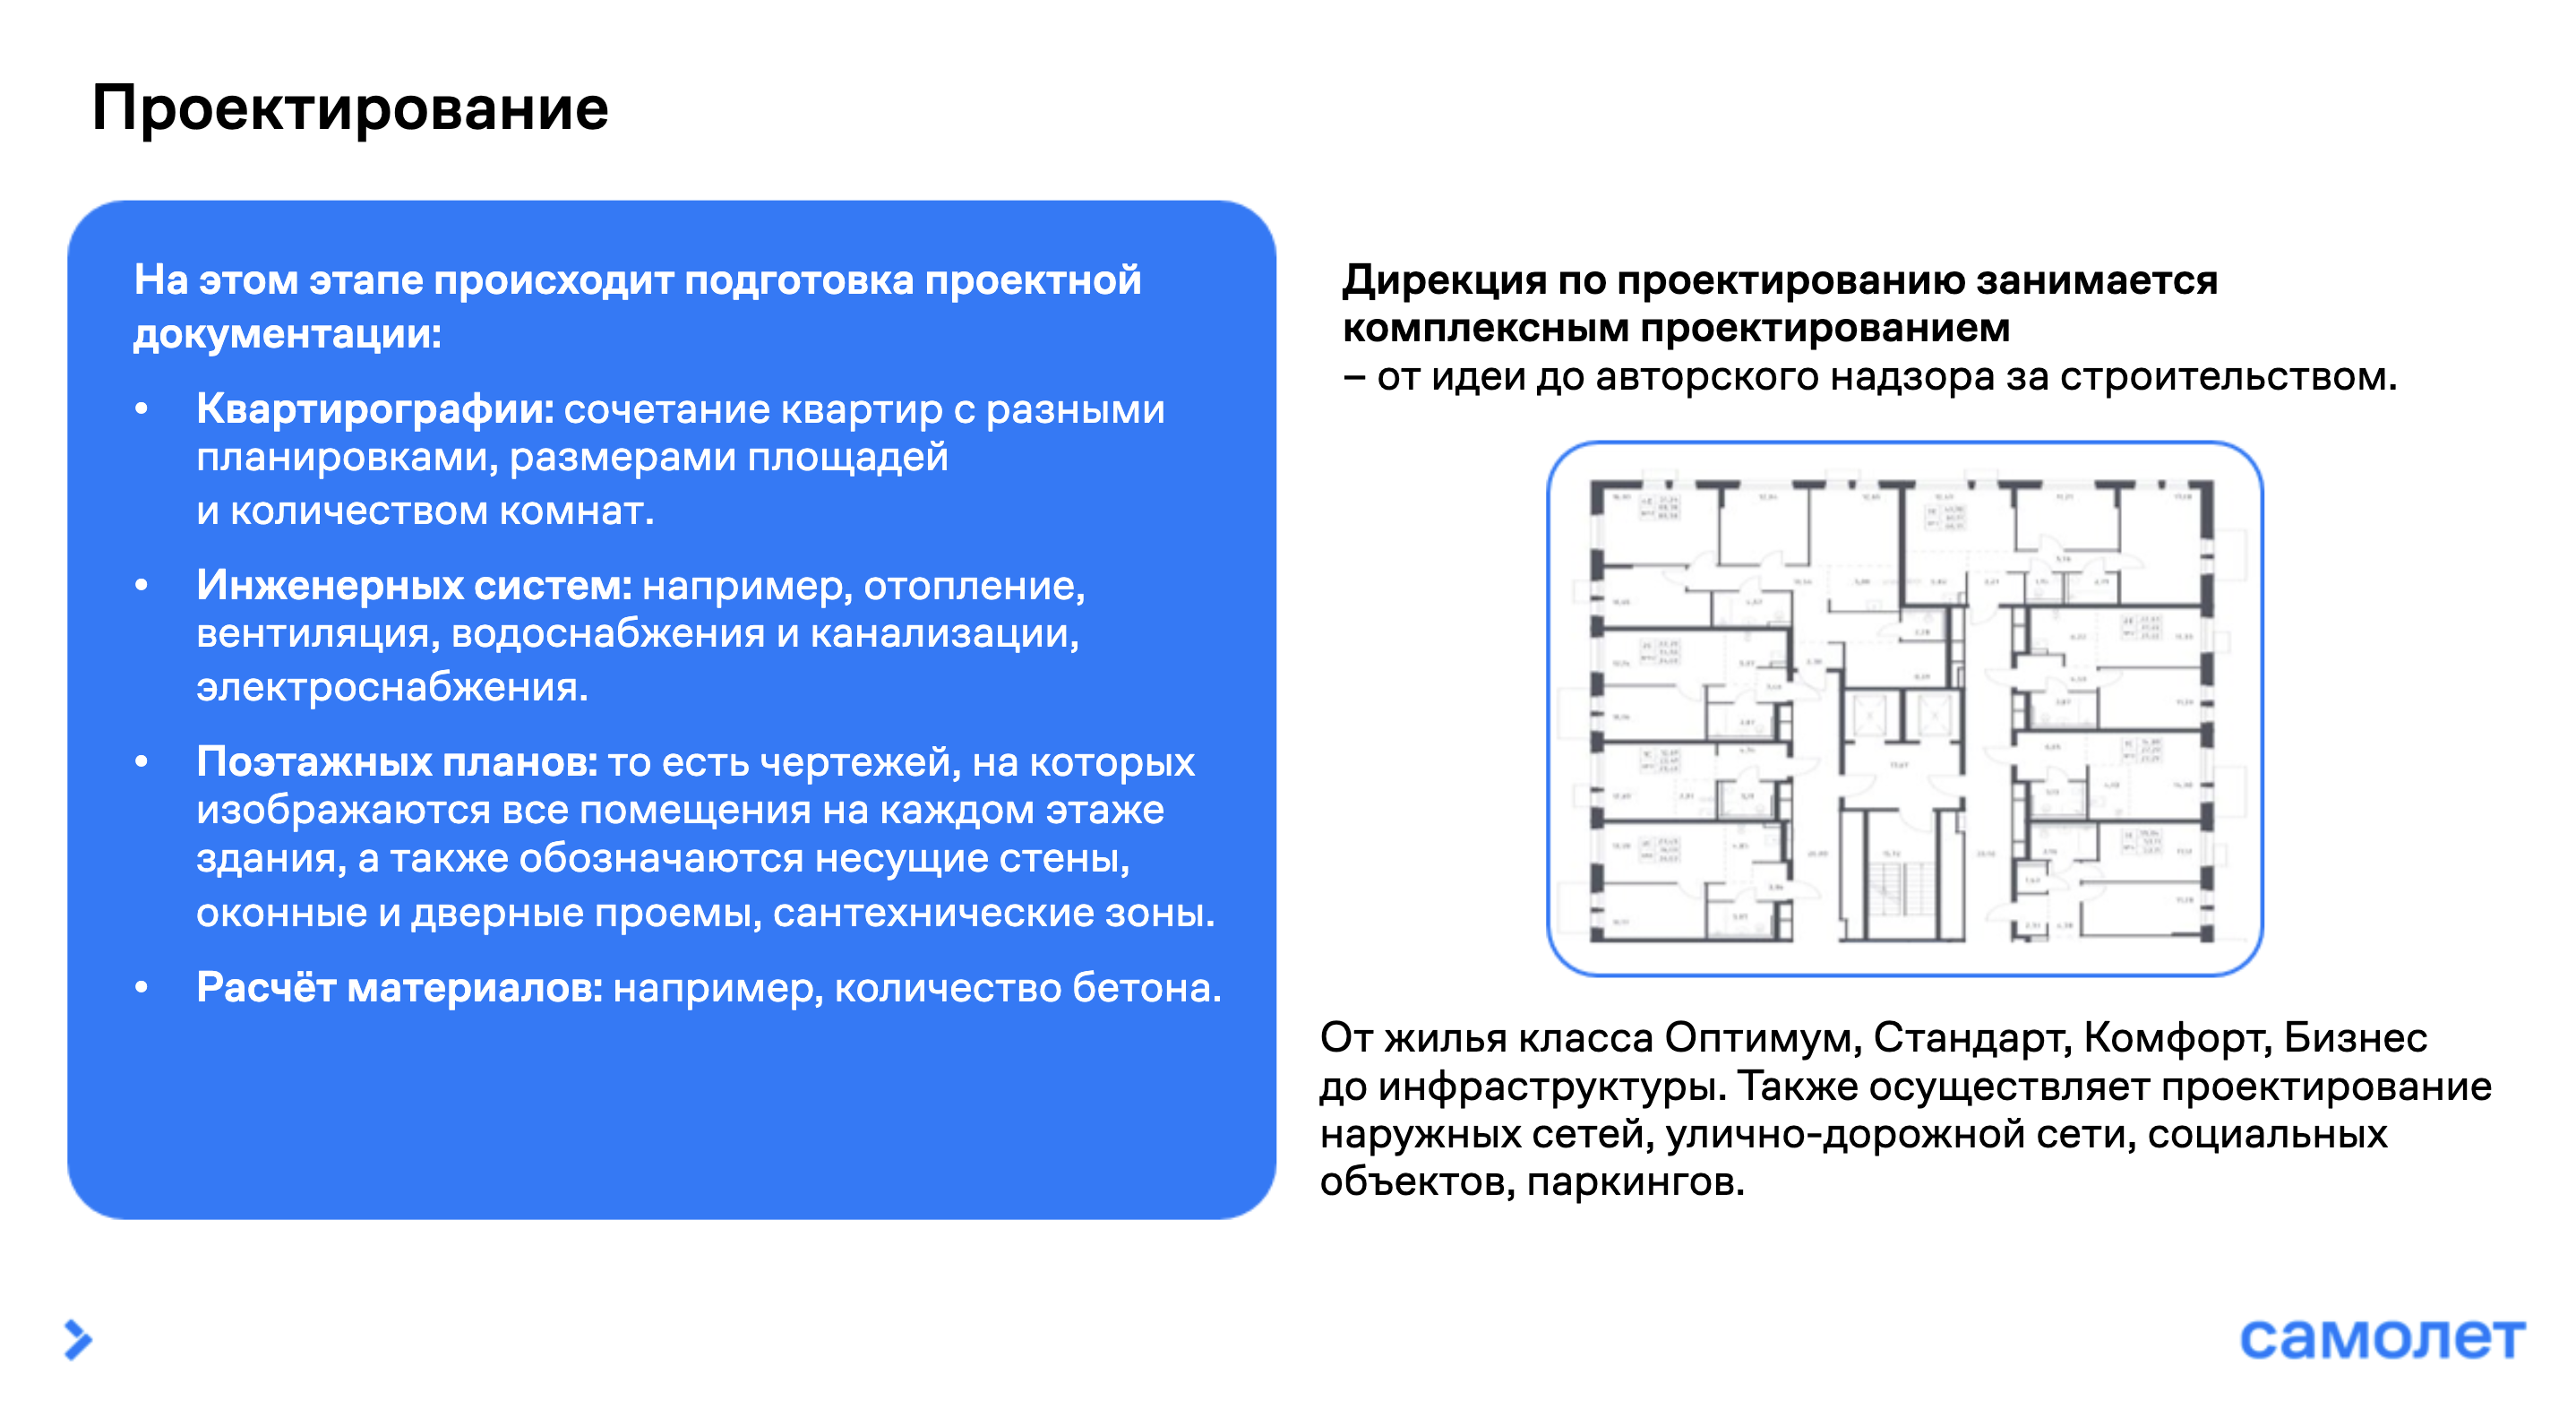 Проектирование
На этом этапе происходит подготовка проектной
документации:
• Квартирографии: сочетание квартир с разными
планировками, размерами площадей
и количеством комнат.
• Инженерных систем: например, отопление,
вентиляция, водоснабжения и канализации,
электроснабжения.
• Поэтажных планов: то есть чертежей, на которых
изображаются все помещения на каждом этаже
здания, а также обозначаются несущие стены,
оконные и дверные проемы, сантехнические зоны.
• Расчёт материалов: например, количество бетона.
Дирекция по проектированию занимается
комплексным проектированием
– от идеи до авторского надзора за строительством.
От жилья класса Оптимум, Стандарт, Комфорт, Бизнес
до инфраструктуры. Также осуществляет проектирование
наружных сетей, улично-дорожной сети, социальных
объектов, паркингов.
самолет